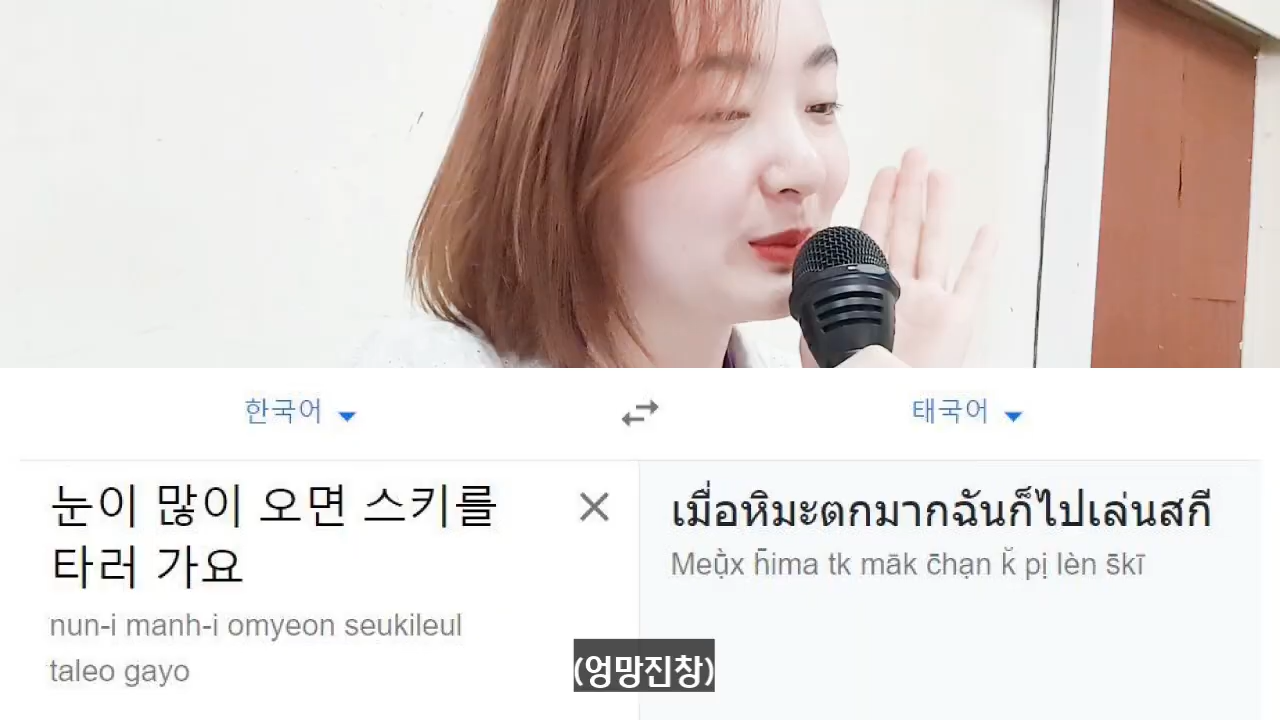 한국어
태국어
눈이 많이 오면 스키를
타러 가요
nun-i manh-i omyeon seukileul
taleo gayo
เมื่อหิมะตกมากฉันก็ไปเล่นสกี
Meụ̄̀x h̄ima tk māk c̄hạn k̆ pị lèn s̄kī
(엉망진창)